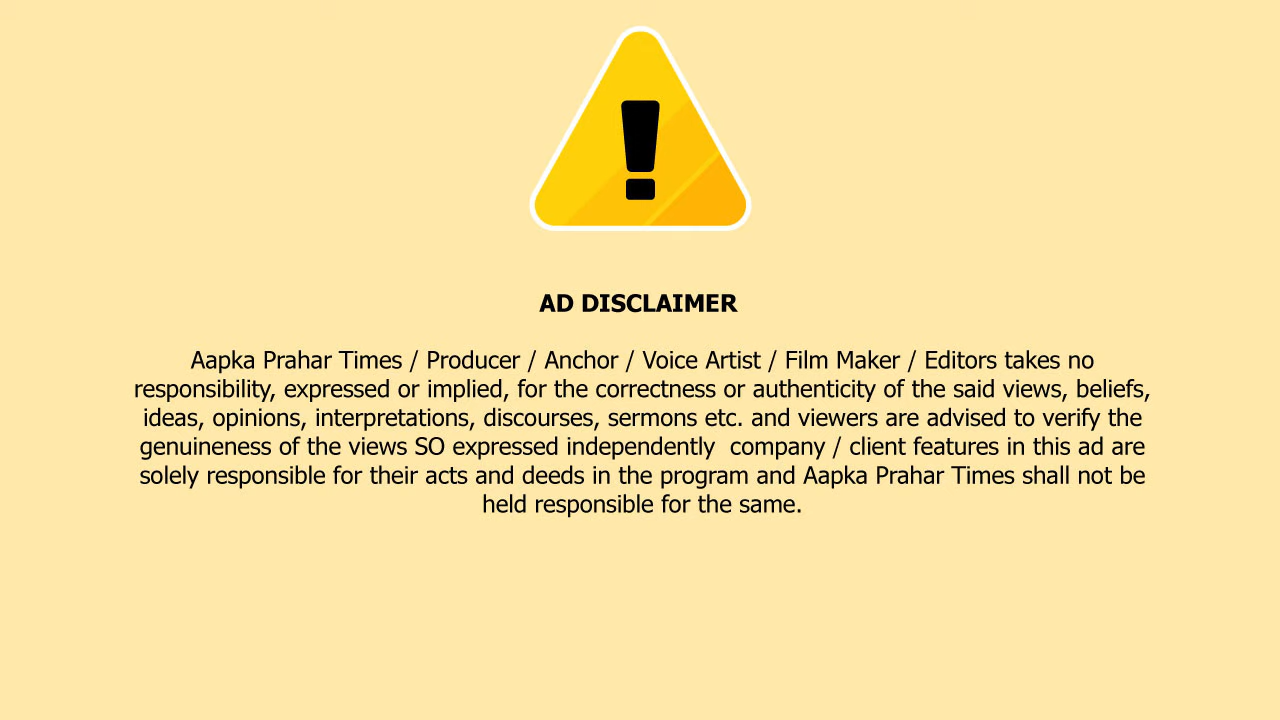 AD DISCLAIMER
Aapka Prahar Times / Producer / Anchor / Voice Artist / Film Maker / Editors takes no
responsibility, expressed or implied, for the correctness or authenticity of the said views, beliefs,
ideas, opinions, interpretations, discourses, sermons etc. and viewers are advised to verify the
genuineness of the views SO expressed independently  company / client features in this ad are
solely responsible for their acts and deeds in the program and Aapka Prahar Times shall not be
held responsible for the same.